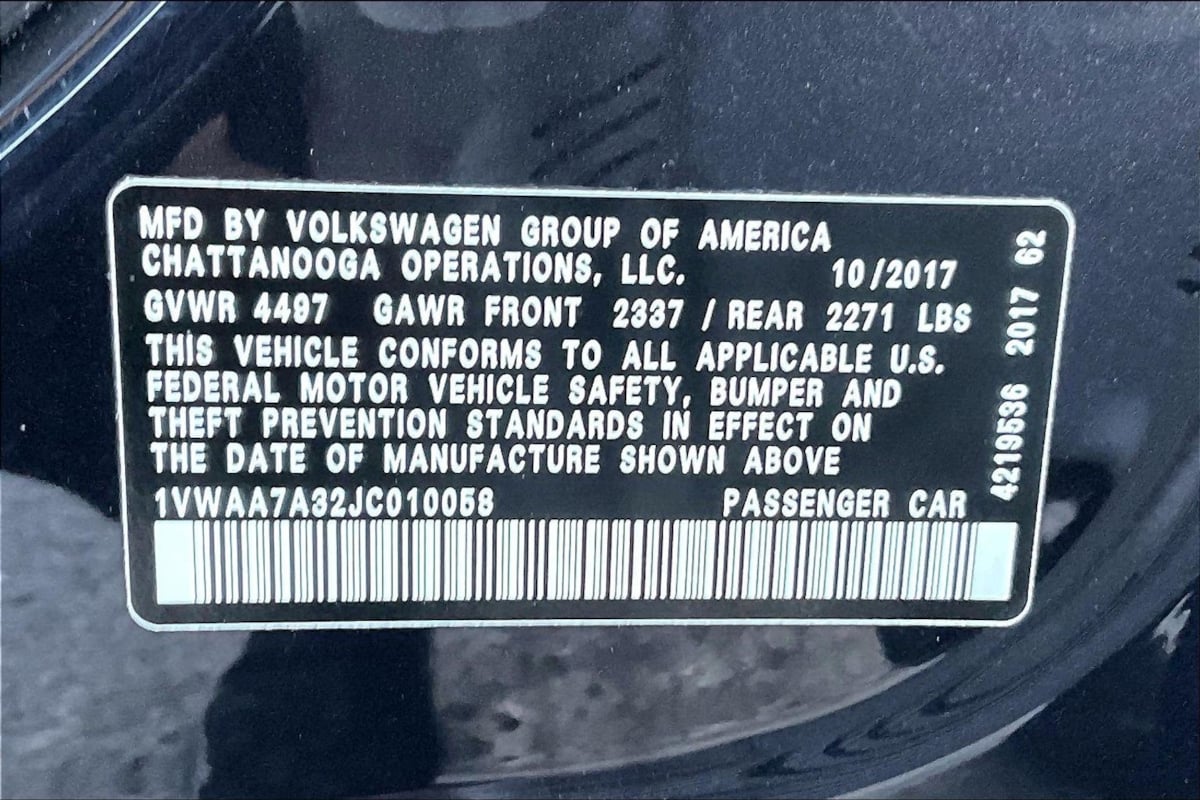 MFD BY VOLKSWAGEN GROUP OF AMERICA
CHATTANOOGA OPERATIONS, LLC. 10/2017
GVWR 4497 GAWR FRONT 2337 / REAR 2271 LBS
THIS VEHICLE CONFORMS TO ALL APPLICABLE U.S.
FEDERAL MOTOR VEHICLE SAFETY, BUMPER AND
THEFT PREVENTION STANDARDS IN EFFECT ON
THE DATE OF MANUFACTURE SHOWN ABOVE
1VWAA7A32JC010058 PASSENGER CAR
4219536 2017 62